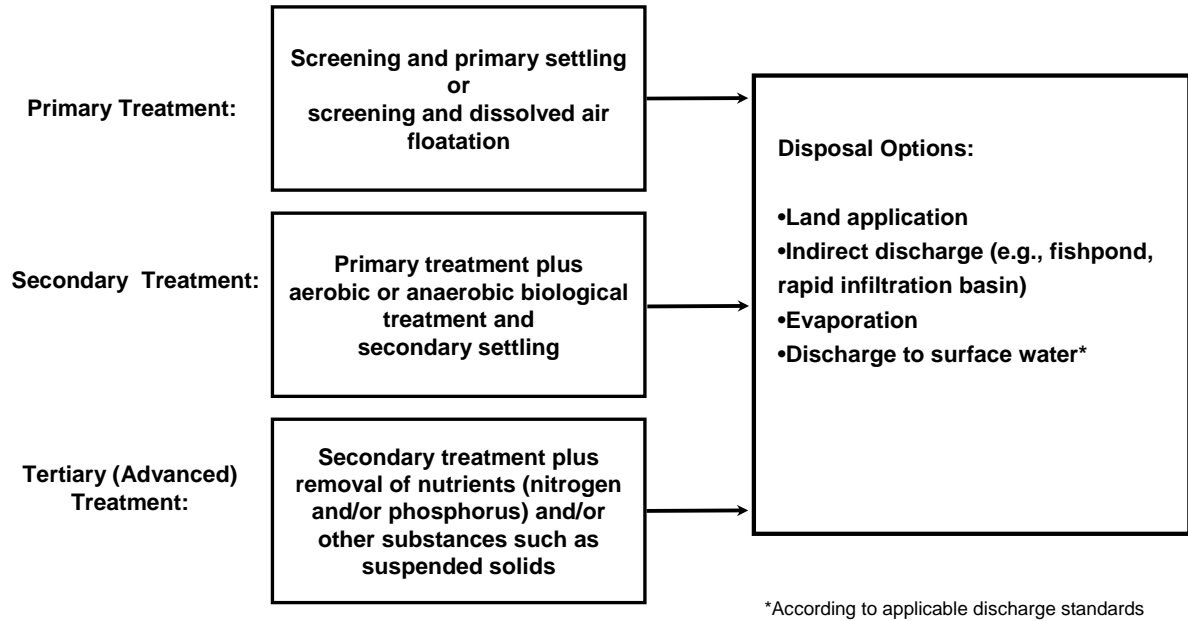 Primary Treatment:
Screening and primary settling
or
screening and dissolved air
floatation
Secondary Treatment:
Primary treatment plus
aerobic or anaerobic biological
treatment and
secondary settling
Tertiary (Advanced)
Treatment:
Secondary treatment plus
removal of nutrients (nitrogen
and/or phosphorus) and/or
other substances such as
suspended solids
Disposal Options:
•Land application
•Indirect discharge (e.g., fishpond,
rapid infiltration basin)
•Evaporation
•Discharge to surface water*
*According to applicable discharge standards